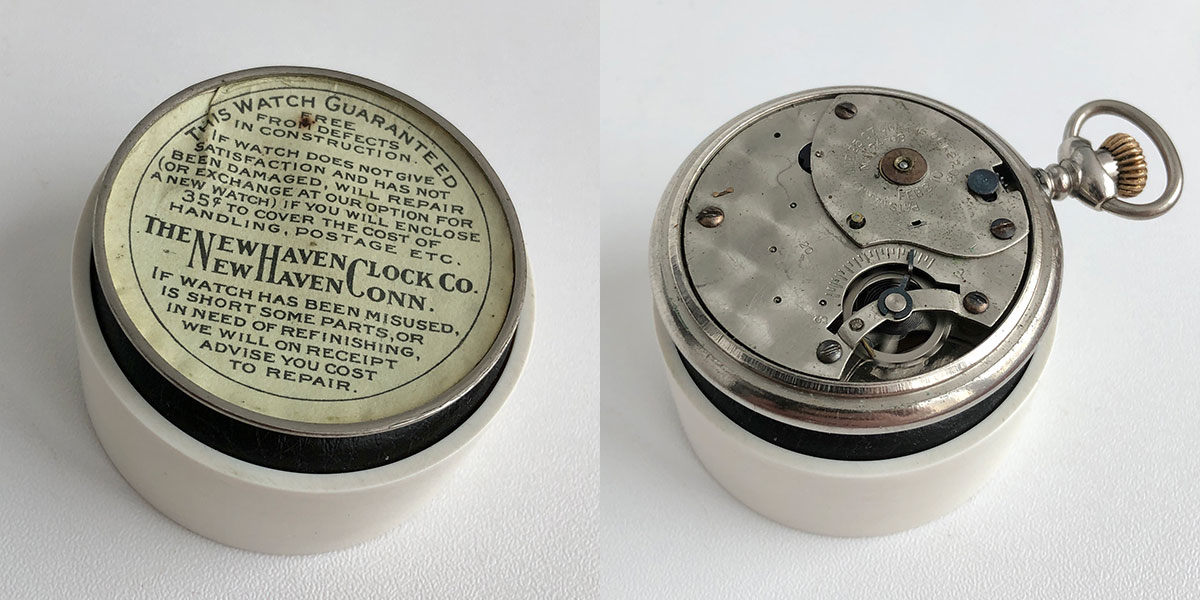 THIS WATCH GUARANTEED
FREE
FROM DEFECTS
IN CONSTRUCTION.
IF WATCH DOES NOT GIVE
SATISFACTION AND HAS NOT
BEEN DAMAGED, WILL REPAIR
(OR EXCHANGE AT OUR OPTION FOR
A NEW WATCH) IF YOU WILL ENCLOSE
35¢ TO COVER THE COST OF
HANDLING, POSTAGE ETC.
THE NEW HAVEN CLOCK CO.
NEW HAVEN CONN.
IF WATCH HAS BEEN MISUSED,
IS SHORT SOME PARTS, OR
IN NEED OF REFINISHING,
WE WILL ON RECEIPT
ADVISE YOU COST
TO REPAIR.
20